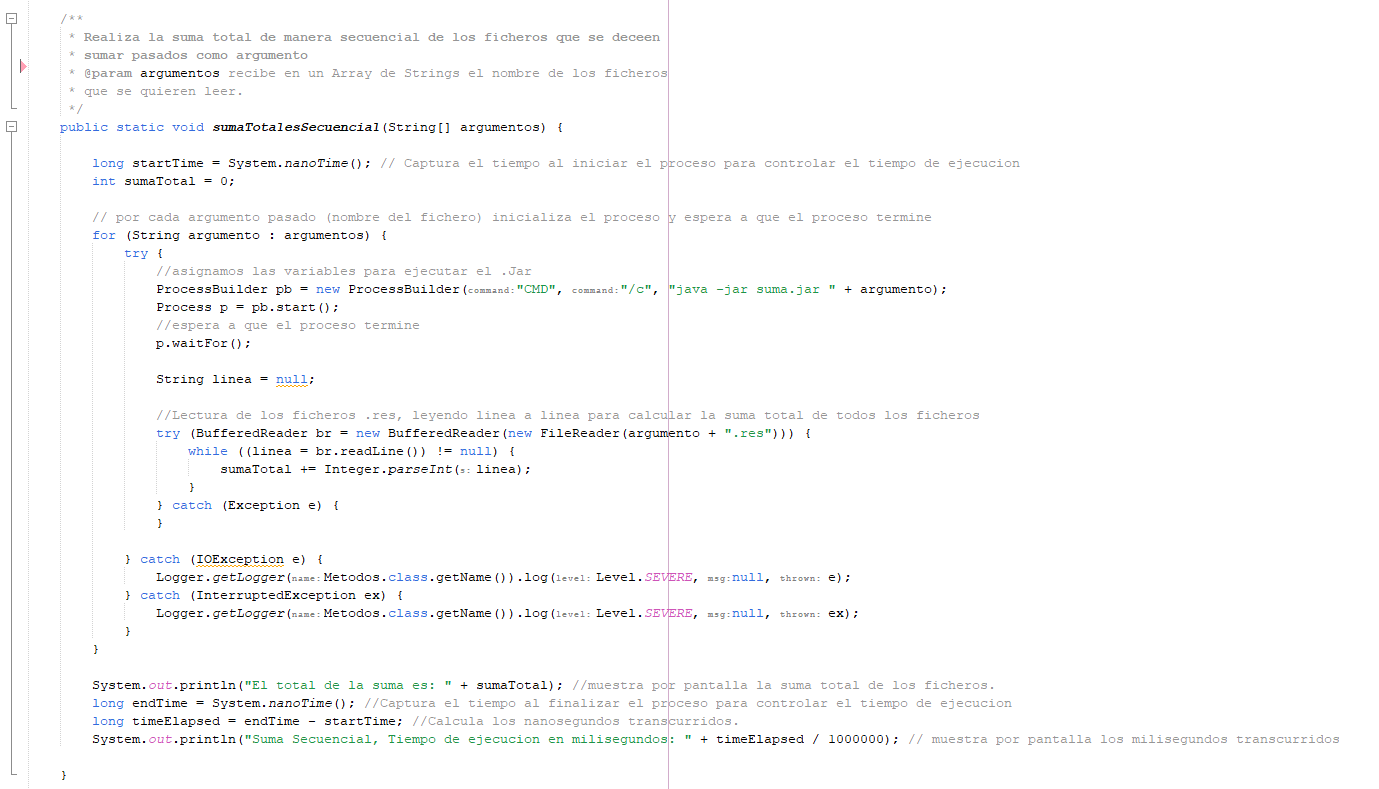 /**
 * Realiza la suma total de manera secuencial de los ficheros que se deceen
 * sumar pasados como argumento
 * @param argumentos recibe en un Array de Strings el nombre de los ficheros
 * que se quieren leer.
 */
public static void sumaTotalesSecuencial(String[] argumentos) {
long startTime = System.nanoTime(); // Captura el tiempo al iniciar el proceso para controlar el tiempo de ejecucion
int sumaTotal = 0;
// por cada argumento pasado (nombre del fichero) inicializa el proceso y espera a que el proceso termine
for (String argumento : argumentos) {
try {
//asignamos las variables para ejecutar el .Jar
ProcessBuilder pb = new ProcessBuilder(command:"CMD", command:"/c", "java -jar suma.jar " + argumento);
Process p = pb.start();
//espera a que el proceso termine
p.waitFor();
String linea = null;
//Lectura de los ficheros .res, leyendo linea a linea para calcular la suma total de todos los ficheros
try (BufferedReader br = new BufferedReader(new FileReader(argumento + ".res"))) {
while ((linea = br.readLine()) != null) {
sumaTotal += Integer.parseInt(s: linea);
}
} catch (Exception e) {
}
} catch (IOException e) {
Logger.getLogger(name:Metodos.class.getName()).log(level: Level.SEVERE, msg:null, thrown: e);
} catch (InterruptedException ex) {
Logger.getLogger(name:Metodos.class.getName()).log(level: Level.SEVERE, msg:null, thrown: ex);
}
}
System.out.println("El total de la suma es: " + sumaTotal); //muestra por pantalla la suma total de los ficheros.
long endTime = System.nanoTime(); //Captura el tiempo al finalizar el proceso para controlar el tiempo de ejecucion
long timeElapsed = endTime - startTime; //Calcula los nanosegundos transcurridos.
System.out.println("Suma Secuencial, Tiempo de ejecucion en milisegundos: " + timeElapsed / 1000000); // muestra por pantalla los milisegundos transcurridos
}